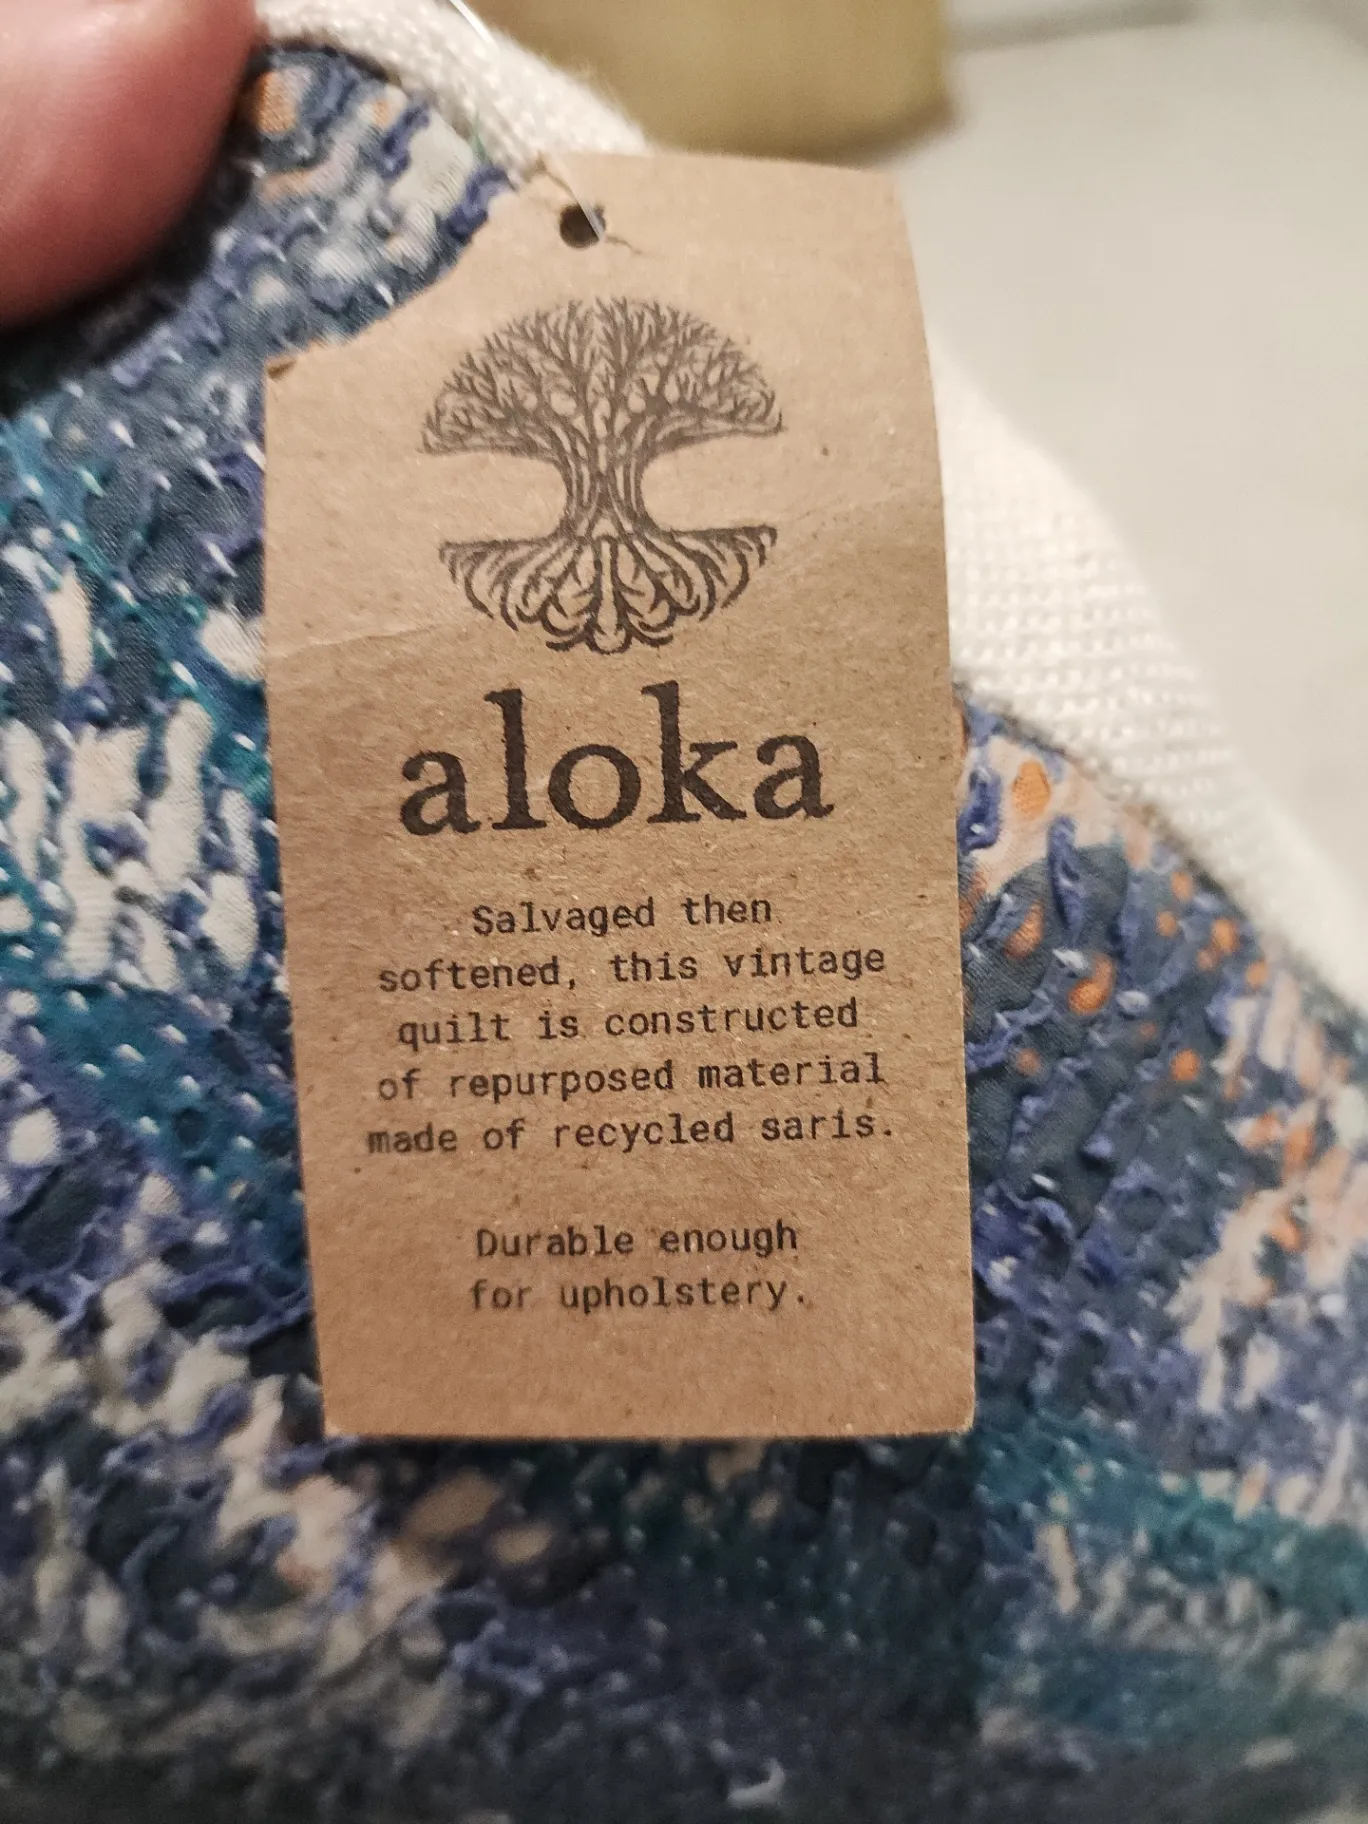 aloka
Salvaged then
softened, this vintage
quilt is constructed
of repurposed material
made of recycled saris.
Durable enough
for upholstery.